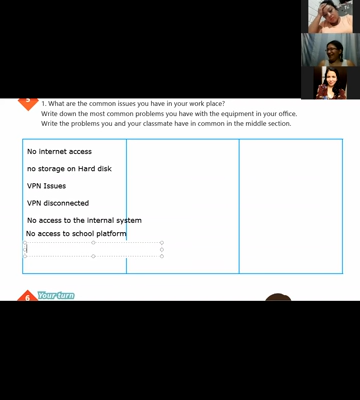 5
1. What are the common issues you have in your work place?
Write down the most common problems you have with the equipment in your office.
Write the problems you and your classmate have in common in the middle section.
No internet access
no storage on Hard disk
VPN Issues
VPN disconnected
No access to the internal system
No access to school platform
6
Your turn